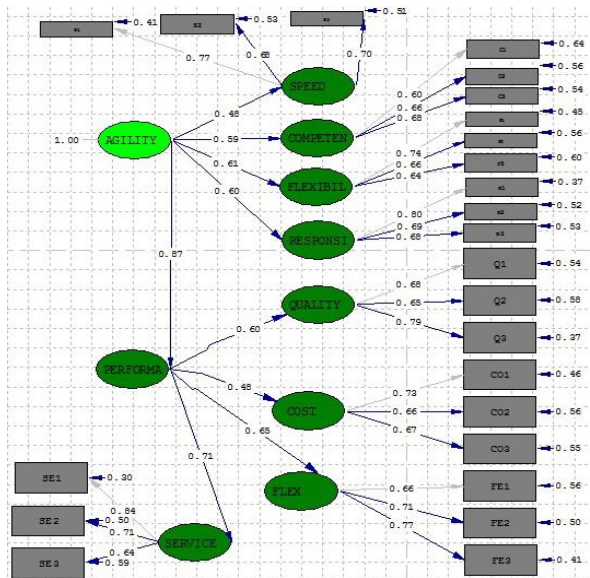 0.51
0.41
S2
0.53
0.77
0.68
0.70
0.64
C1
SPEED
0.56
C2
0.60
0.66
0.54
C3
0.48
0.68
0.45
1.00
AGILITY
0.59
COMPETEN
0.56
0.74
0.66
0.60
0.61
0.64
FLEXIBIL
0.37
0.60
0.80
0.52
0.69
0.53
RESPONSI
0.68
0.87
Q1
0.54
0.68
QUALITY
0.65
Q2
0.58
0.60
0.79
Q3
0.37
PERFORMA
CO1
0.46
0.48
0.73
COST
0.66
CO2
0.56
0.67
0.65
CO3
0.55
0.71
SE1
0.30
FLEX
0.66
FE1
0.56
0.84
0.71
SE2
0.50
FE2
0.50
0.71
0.77
SERVICE
0.64
SE3
0.59
FE3
0.41